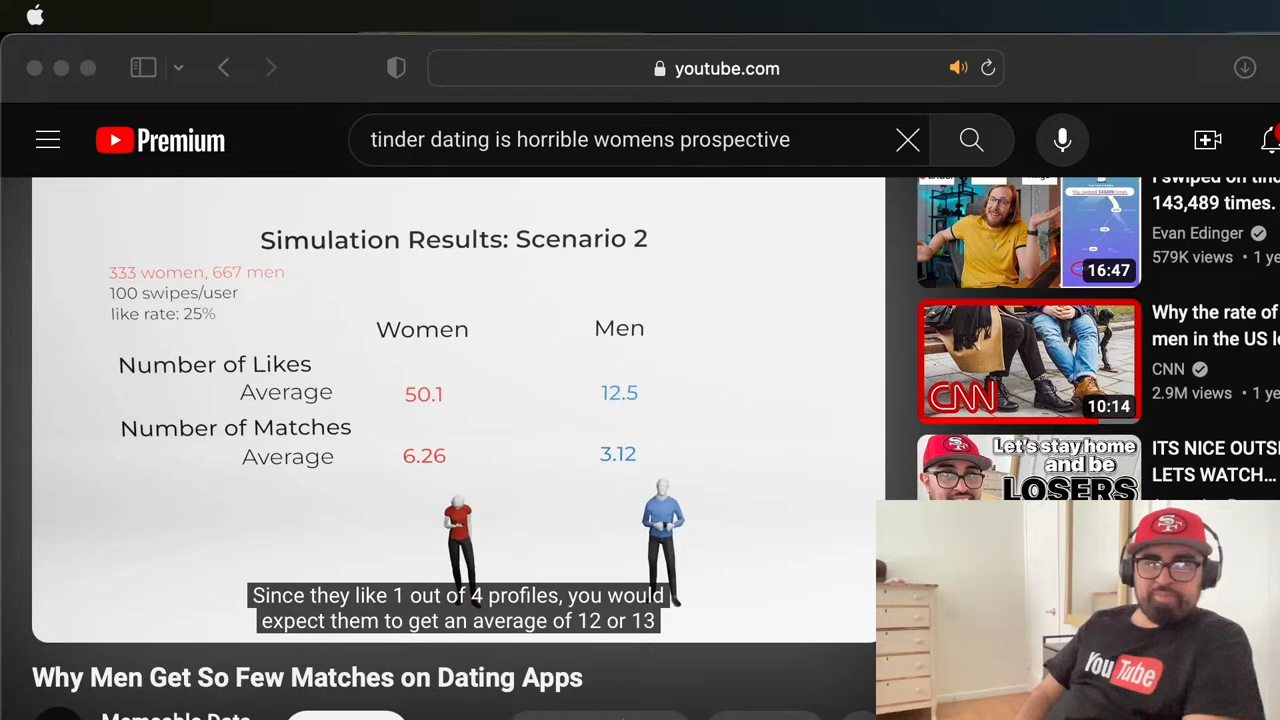 youtube.com
Premium
tinder dating is horrible womens prospective
Simulation Results: Scenario 2
333 women, 667 men
100 swipes/user
like rate: 25%
Women
Men
Number of Likes
Average
50.1
12.5
Number of Matches
Average
6.26
3.12
Since they like 1 out of 4 profiles, you would
expect them to get an average of 12 or 13
Why Men Get So Few Matches on Dating Apps
I swiped on
143,489 times.
Evan Edinger
579K views • 1
16:47
Why the rate of
men in the US
CNN
2.9M views • 1
CNN
10:14
Let's stay home
and be
LOSERS
ITS NICE
LETS WATCH...
YouTube